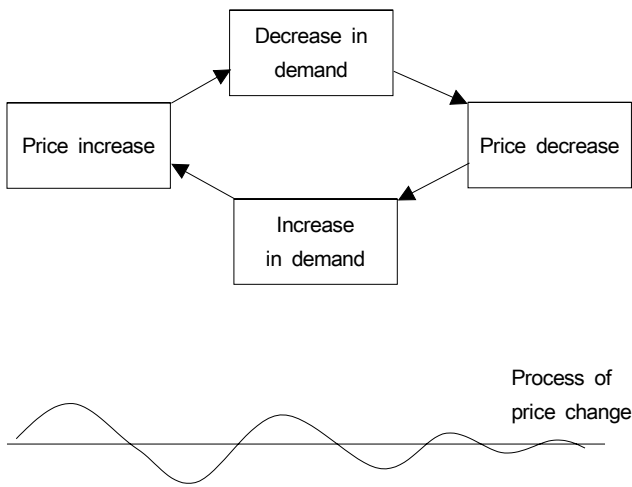 Decrease in
demand
Price increase
Price decrease
Increase
in demand
Process of
price change